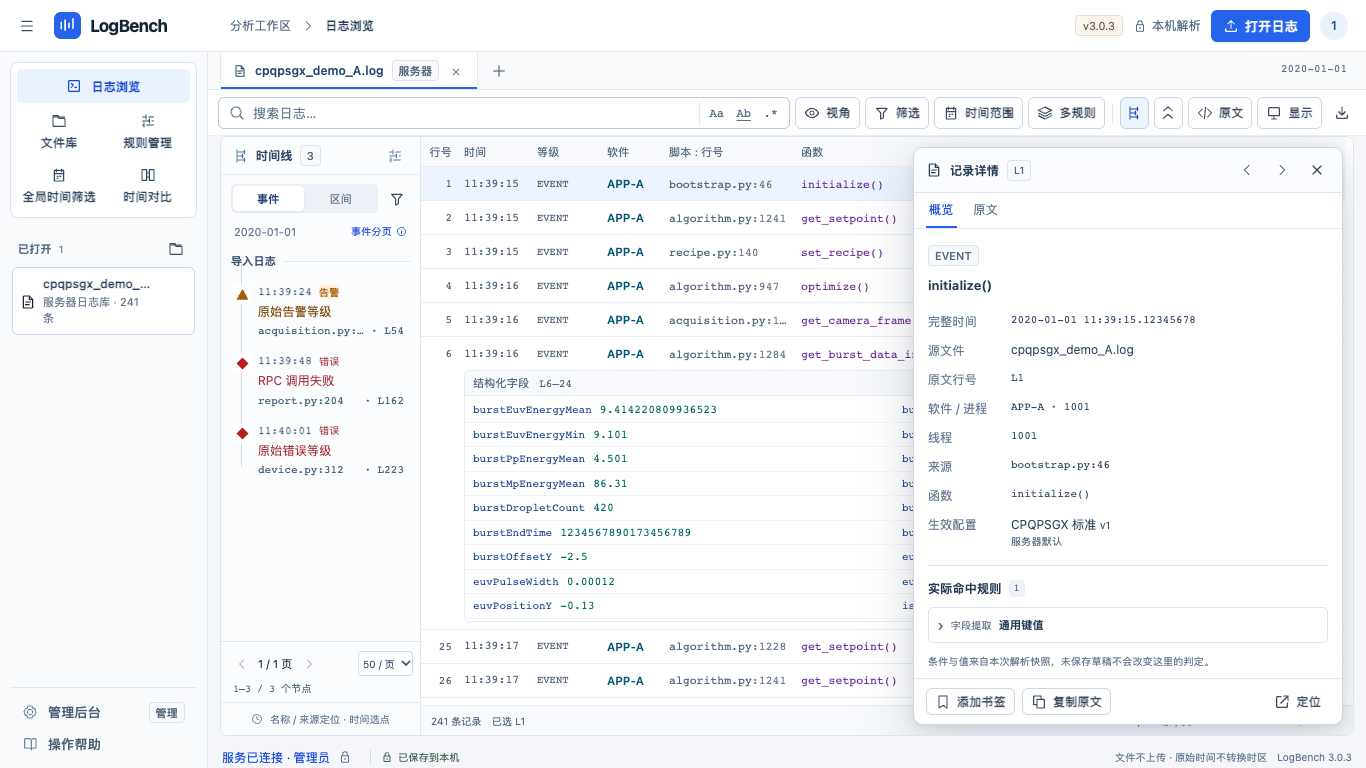 LogBench
分析工作区
日志浏览
v3.0.3
本机解析
打开日志
1
日志浏览
文件库
规则管理
全局时间筛选
时间对比
已打开 1
cpqpsgx_demo_...
服务器日志库 · 241
条
管理后台
管理
操作帮助
cpqpsgx_demo_A.log
服务器
2020-01-01
搜索日志...
Aa
Ab
.*
视角
筛选
时间范围
多规则
原文
显示
时间线 3
事件
区间
2020-01-01
事件分页
导入日志
11:39:24 告警
原始告警等级
acquisition.py:... · L54
11:39:48 错误
RPC 调用失败
report.py:204 · L162
11:40:01 错误
原始错误等级
device.py:312 · L223
1 / 1 页
50 / 页
1—3 / 3 个节点
名称 / 来源定位 · 时间选点
行号 时间 等级 软件 脚本 : 行号 函数
1 11:39:15 EVENT APP-A bootstrap.py:46 initialize()
2 11:39:15 EVENT APP-A algorithm.py:1241 get_setpoint()
3 11:39:15 EVENT APP-A recipe.py:140 set_recipe()
4 11:39:16 EVENT APP-A algorithm.py:947 optimize()
5 11:39:16 EVENT APP-A acquisition.py:1… get_camera_frame
6 11:39:16 EVENT APP-A algorithm.py:1284 get_burst_data_i
结构化字段 L6—24
burstEuvEnergyMean 9.414220809936523 bu
burstEuvEnergyMin 9.101 bu
burstPpEnergyMean 4.501 bu
burstMpEnergyMean 86.31 bu
burstDropletCount 420 bu
burstEndTime 1234567890173456789 bu
burstOffsetY -2.5 eu
euvPulseWidth 0.00012 eu
euvPositionY -0.13 is
25 11:39:17 EVENT APP-A algorithm.py:1228 get_setpoint()
26 11:39:17 EVENT APP-A algorithm.py:1241 get_setpoint()
241 条记录 已选 L1
记录详情 L1
概览
原文
EVENT
initialize()
完整时间 2020-01-01 11:39:15.12345678
源文件 cpqpsgx_demo_A.log
原文行号 L1
软件 / 进程 APP-A · 1001
线程 1001
来源 bootstrap.py:46
函数 initialize()
生效配置 CPQPSGX 标准 v1
服务器默认
实际命中规则 1
字段提取 通用键值
条件与值来自本次解析快照，未保存草稿不会改变这里的判定。
添加书签
复制原文
定位
服务已连接 · 管理员
已保存到本机
文件不上传 · 原始时间不转换时区 LogBench 3.0.3